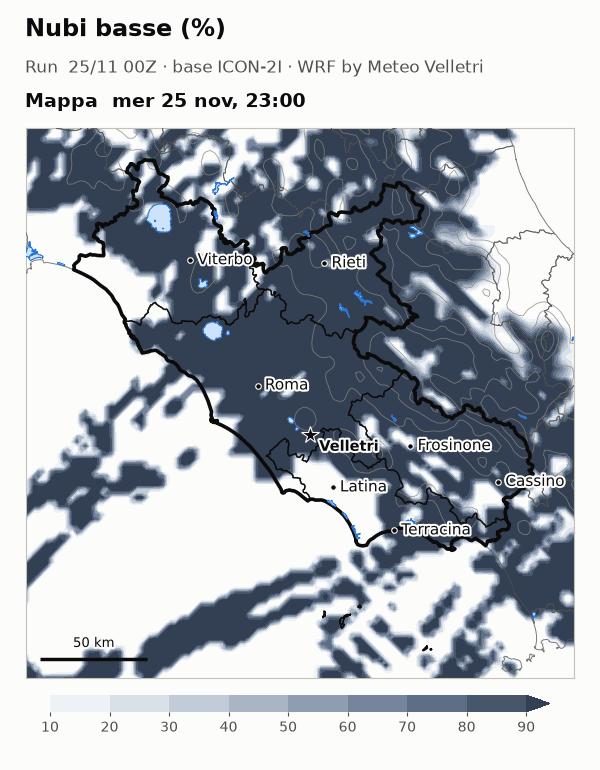 Nubi basse (%)
Run  25/11 00Z · base ICON-2I · WRF by Meteo Velletri
Mappa  mer 25 nov, 23:00
Viterbo
Rieti
Roma
Velletri
Frosinone
Cassino
Latina
Terracina
50 km
10 20 30 40 50 60 70 80 90